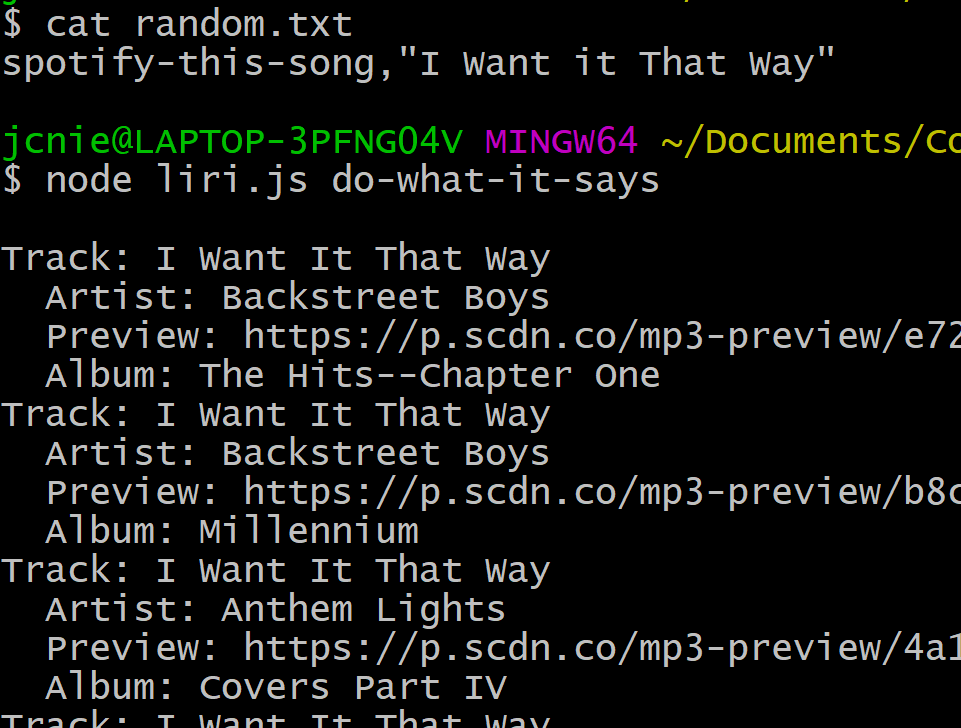 $ cat random.txt
spotify-this-song,"I Want it That Way"
jcnie@LAPTOP-3PFNG04V MINGW64 ~/Documents/Co
$ node liri.js do-what-it-says
Track: I Want It That Way
Artist: Backstreet Boys
Preview: https://p.scdn.co/mp3-preview/e72
Album: The Hits--Chapter One
Track: I Want It That Way
Artist: Backstreet Boys
Preview: https://p.scdn.co/mp3-preview/b8c
Album: Millennium
Track: I Want It That Way
Artist: Anthem Lights
Preview: https://p.scdn.co/mp3-preview/4a1
Album: Covers Part IV
Track: I Want It That Way